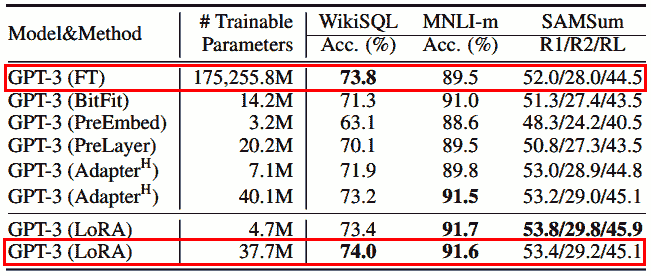 Model&Method # Trainable Parameters WikiSQL MNLI-m SAMSum
Acc. (%) Acc. (%) R1/R2/RL
GPT-3 (FT) 175,255.8M 73.8 89.5 52.0/28.0/44.5
GPT-3 (BitFit) 14.2M 71.3 91.0 51.3/27.4/43.5
GPT-3 (PreEmbed) 3.2M 63.1 88.6 48.3/24.2/40.5
GPT-3 (PreLayer) 20.2M 70.1 89.5 50.8/27.3/43.5
GPT-3 (Adapterᴴ) 7.1M 71.9 89.8 53.0/28.9/44.8
GPT-3 (Adapterᴴ) 40.1M 73.2 91.5 53.2/29.0/45.1
GPT-3 (LoRA) 4.7M 73.4 91.7 53.8/29.8/45.9
GPT-3 (LoRA) 37.7M 74.0 91.6 53.4/29.2/45.1